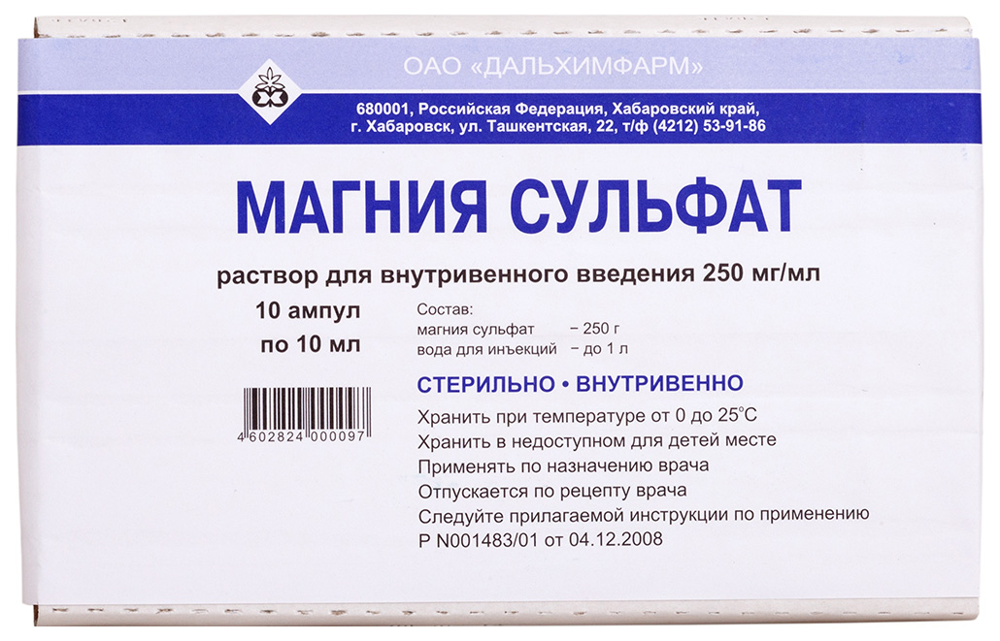 ОАО «ДАЛЬХИМФАРМ»
680001, Российская Федерация, Хабаровский край,
г. Хабаровск, ул. Ташкентская, 22, т/ф (4212) 53-91-86
МАГНИЯ СУЛЬФАТ
раствор для внутривенного введения 250 мг/мл
10 ампул
по 10 мл
Состав:
магния сульфат – 250 г
вода для инъекций – до 1 л
СТЕРИЛЬНО • ВНУТРИВЕННО
Хранить при температуре от 0 до 25°С
Хранить в недоступном для детей месте
Применять по назначению врача
Отпускается по рецепту врача
Следуйте прилагаемой инструкции по применению
Р N001483/01 от 04.12.2008
4 602824 000097